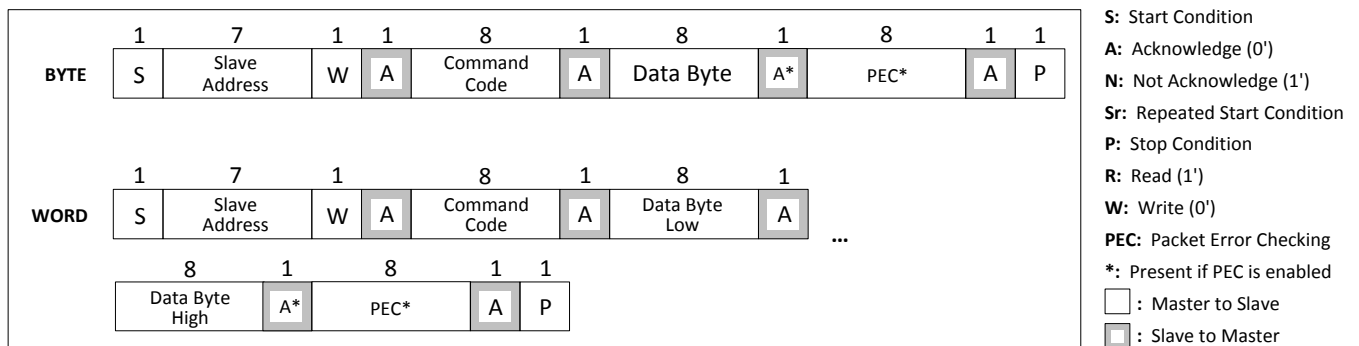 1 7 1 1 8 1 8 1 8 1 1
BYTE S Slave Address W A Command Code A Data Byte A* PEC* A P
1 7 1 8 1 8 1
WORD S Slave Address W A Command Code A Data Byte Low A ...
8 1 8 1 1
Data Byte High A* PEC* A P
S: Start Condition
A: Acknowledge (0')
N: Not Acknowledge (1')
Sr: Repeated Start Condition
P: Stop Condition
R: Read (1')
W: Write (0')
PEC: Packet Error Checking
*: Present if PEC is enabled
: Master to Slave
: Slave to Master